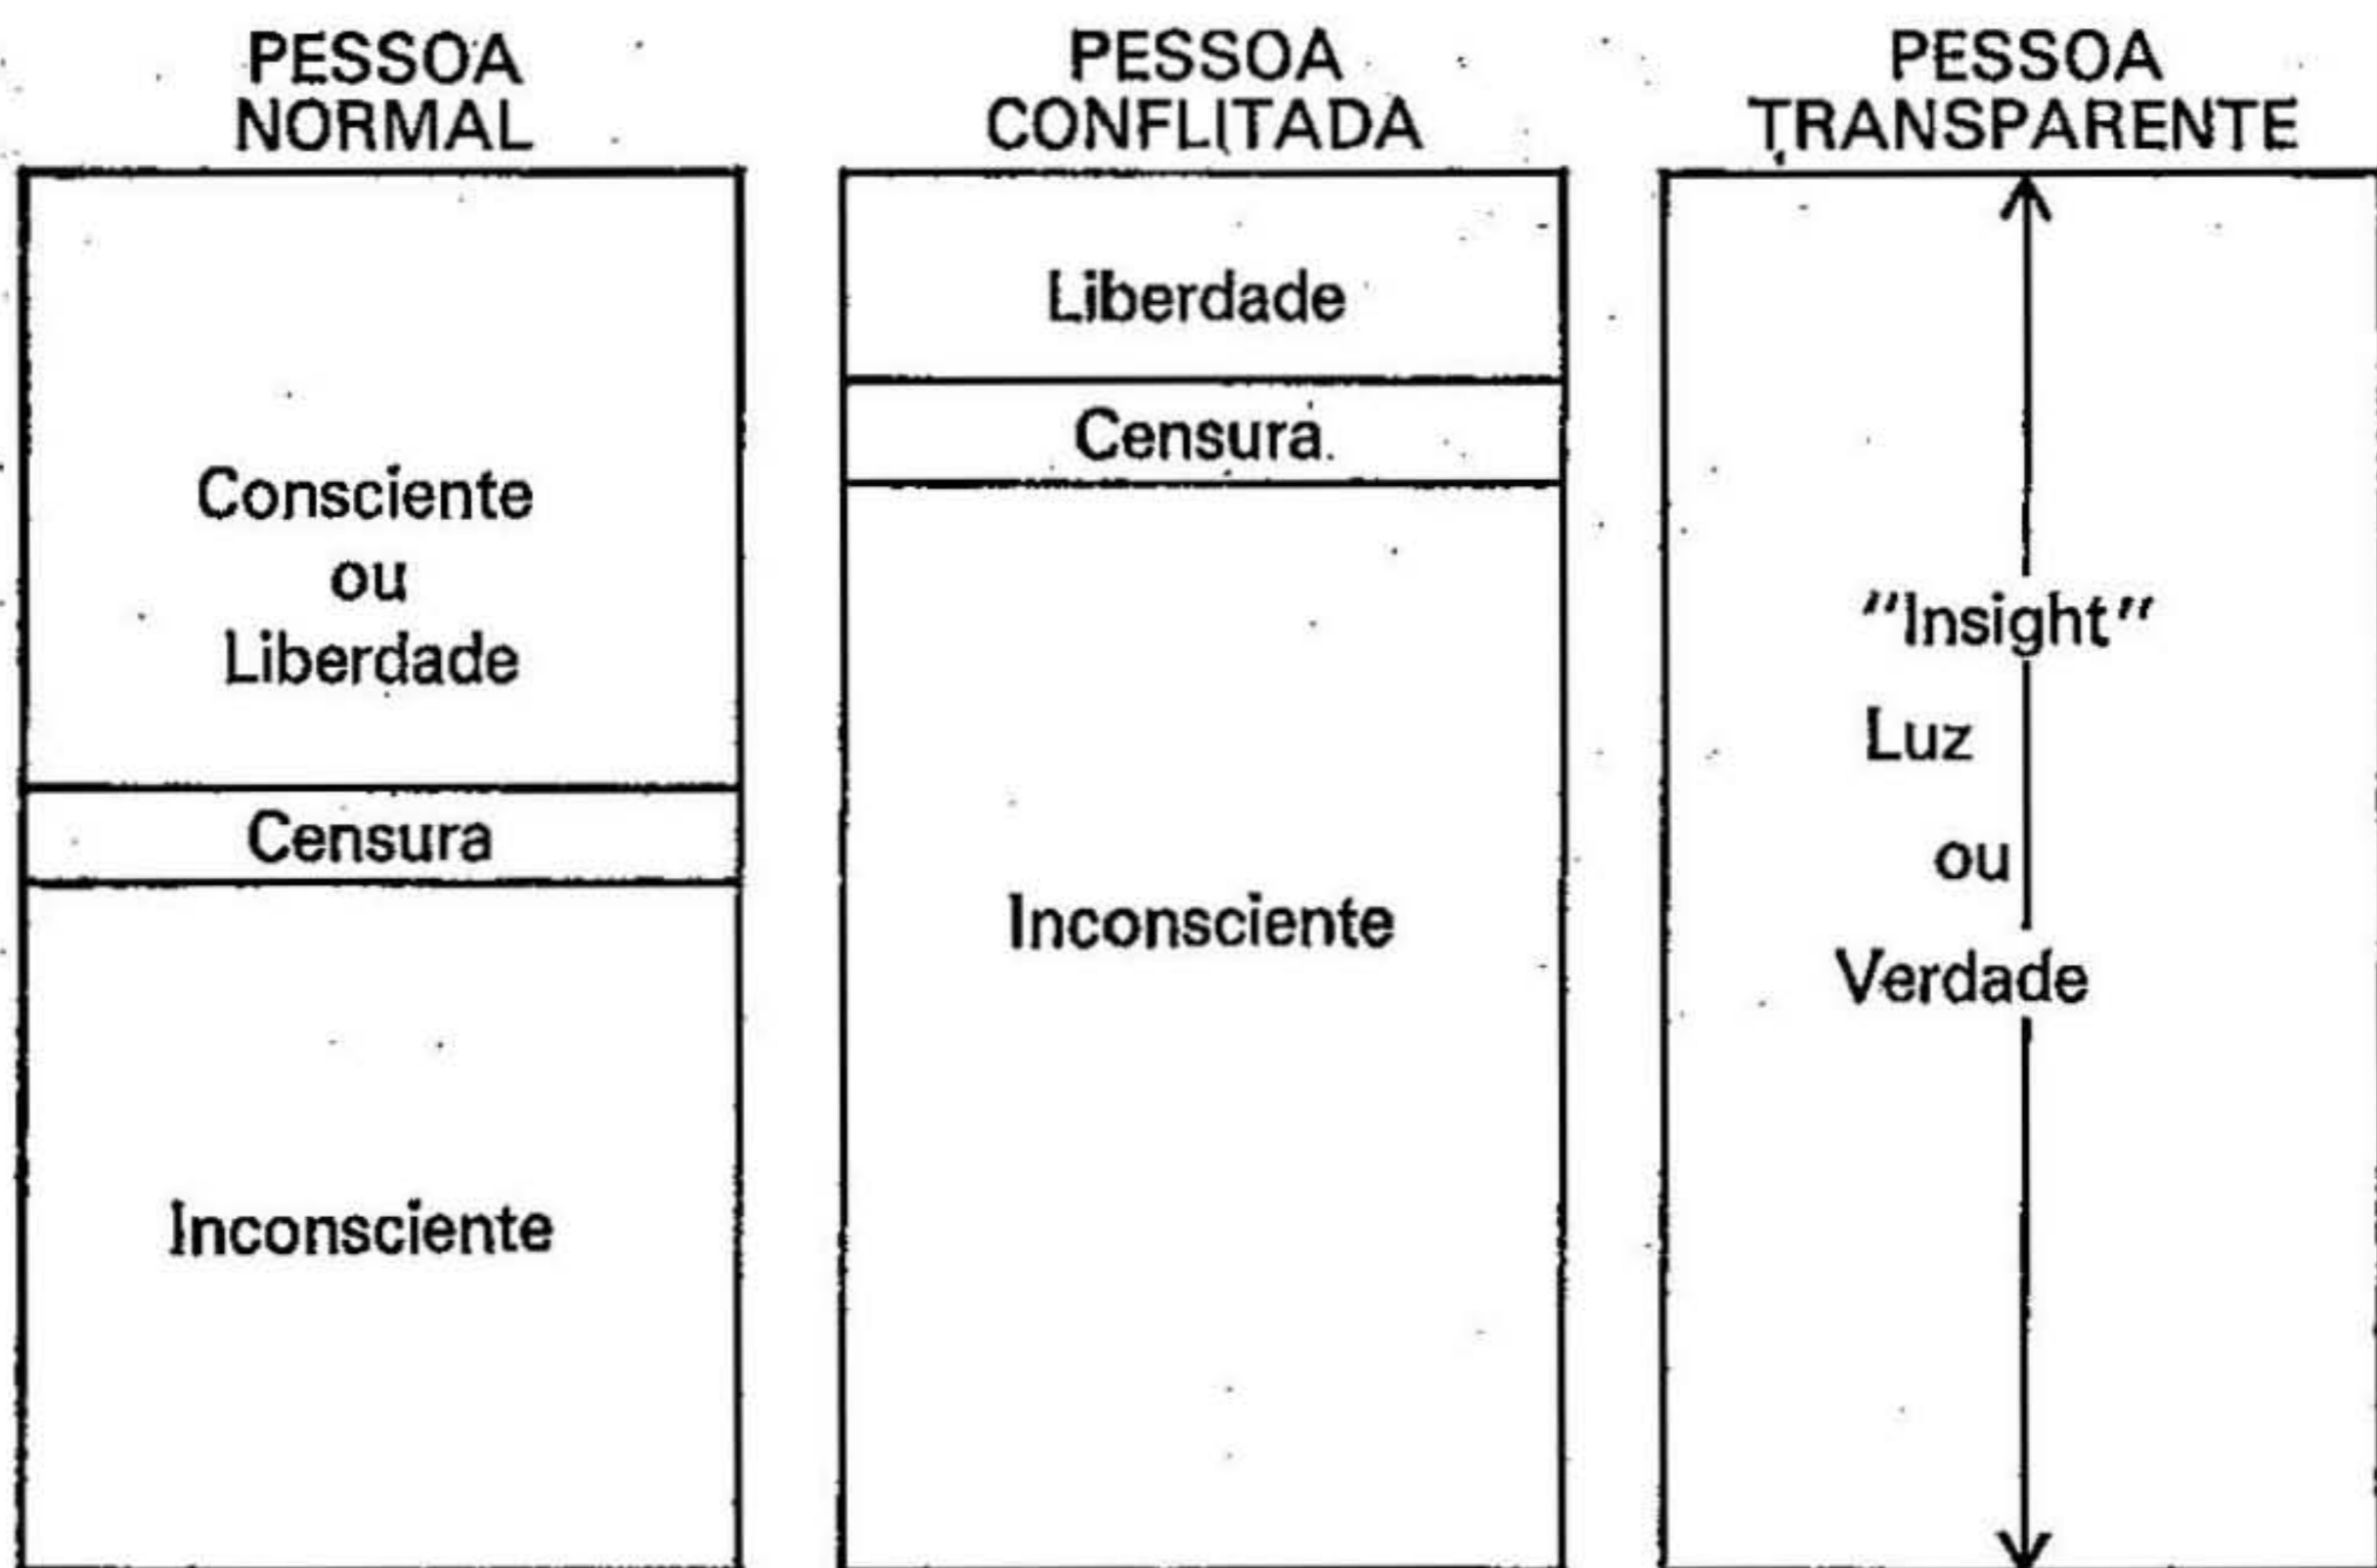 PESSOA
NORMAL
Consciente
ou
Liberdade
Censura
Inconsciente
PESSOA
CONFLITADA
Liberdade
Censura
Inconsciente
PESSOA
TRANSPARENTE
"Insight"
Luz
ou
Verdade